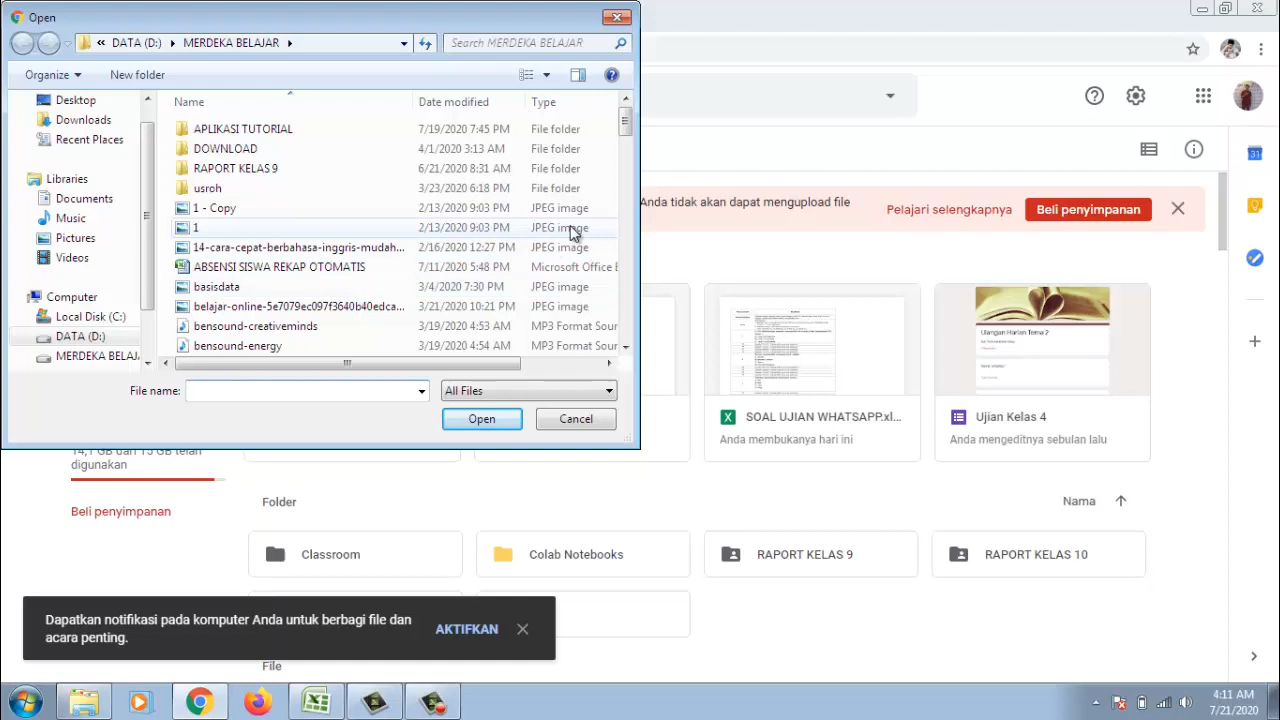 Open
« DATA (D:) ▸ MERDEKA BELAJAR ▸
Search MERDEKA BELAJAR
Organize
New folder
Desktop
Downloads
Recent Places
Libraries
Documents
Music
Pictures
Videos
Computer
Local Disk (C:)
DATA (D:)
MERDEKA BELAJ
Name Date modified Type
APLIKASI TUTORIAL 7/19/2020 7:45 PM File folder
DOWNLOAD 4/1/2020 3:13 AM File folder
RAPORT KELAS 9 6/21/2020 8:31 AM File folder
usroh 3/23/2020 6:18 PM File folder
1 - Copy 2/13/2020 9:03 PM JPEG image
1 2/13/2020 9:03 PM JPEG image
14-cara-cepat-berbahasa-inggris-mudah... 2/16/2020 12:27 PM JPEG image
ABSENSI SISWA REKAP OTOMATIS 7/11/2020 5:48 PM Microsoft Office E
basisdata 3/4/2020 7:30 PM JPEG image
belajar-online-5e7079ec097f3640b40edca... 3/21/2020 10:21 PM JPEG image
bensound-creativeminds 3/19/2020 4:53 AM MP3 Format Sour
bensound-energy 3/19/2020 4:54 AM MP3 Format Sour
File name:
All Files
Open
Cancel
Anda tidak akan dapat mengupload file
Pelajari selengkapnya
Beli penyimpanan
Ulangan Harian Tema 2
SOAL UJIAN WHATSAPP.xl...
Anda membukanya hari ini
Ujian Kelas 4
Anda mengeditnya sebulan lalu
14,1 GB dari 15 GB telah
digunakan
Beli penyimpanan
Folder
Nama
Classroom
Colab Notebooks
RAPORT KELAS 9
RAPORT KELAS 10
Dapatkan notifikasi pada komputer Anda untuk berbagi file dan
acara penting.
AKTIFKAN
File
31
4:11 AM
7/21/2020